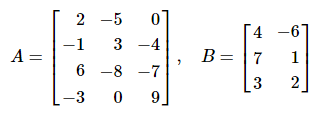 A = [ 2 −5 0
−1 3 −4
6 −8 −7
−3 0 9 ], B = [ 4 −6
7 1
3 2 ]